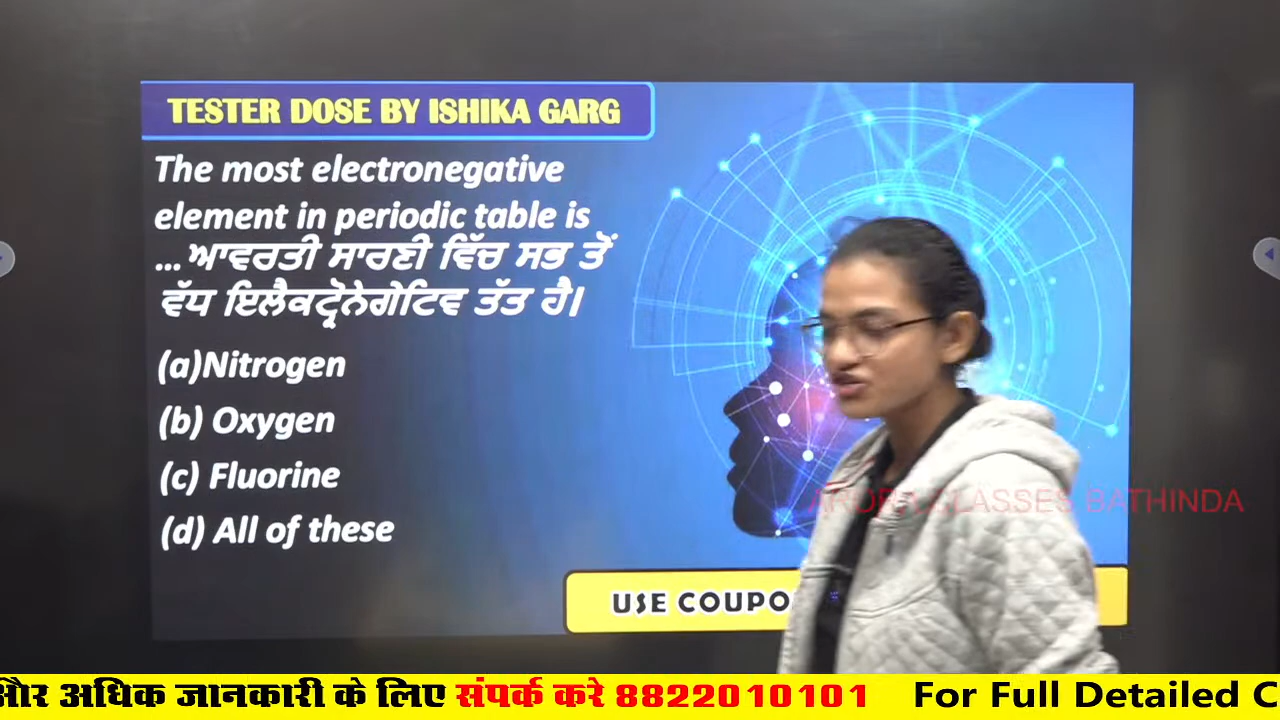 TESTER DOSE BY ISHIKA GARG
The most electronegative
element in periodic table is
...ਆਵਰਤੀ ਸਾਰਣੀ ਵਿੱਚ ਸਭ ਤੋਂ
ਵੱਧ ਇਲੈਕਟ੍ਰੋਨੇਗੇਟਿਵ ਤੱਤ ਹੈ।
(a)Nitrogen
(b) Oxygen
(c) Fluorine
(d) All of these
CLASSES BATHINDA
USE
और अधिक जानकारी के लिए संपर्क करे 8822010101 For Full Detailed